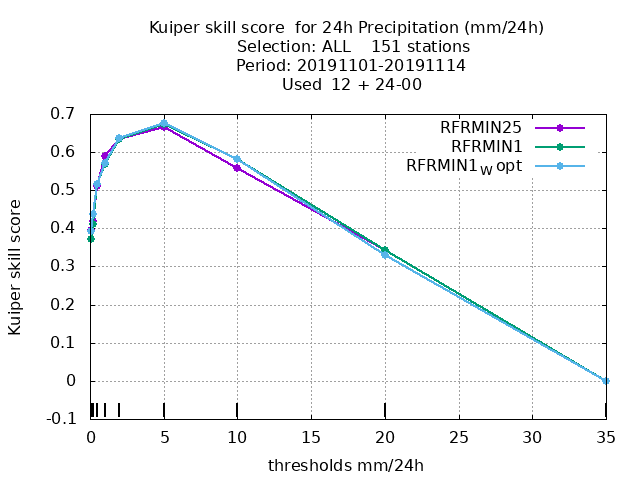 Kuiper skill score  for 24h Precipitation (mm/24h)
Selection: ALL    151 stations
Period: 20191101-20191114
Used  12 + 24-00
RFRMIN25
RFRMIN1
RFRMIN1W opt
Kuiper skill score
0.7
0.6
0.5
0.4
0.3
0.2
0.1
0
-0.1
0 5 10 15 20 25 30 35
thresholds mm/24h